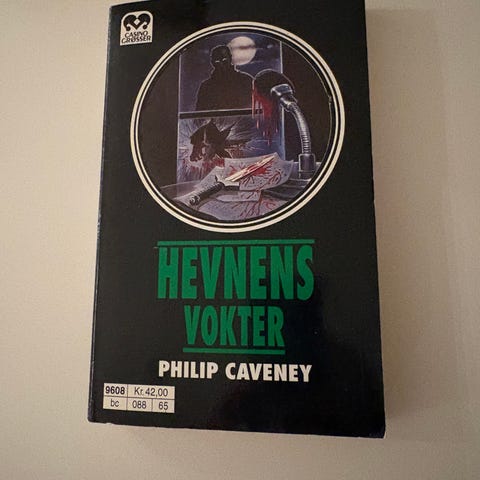 CASINO
GRØSSER
HEVNENS
VOKTER
PHILIP CAVENEY
9608 Kr. 42,00
bc 088 65